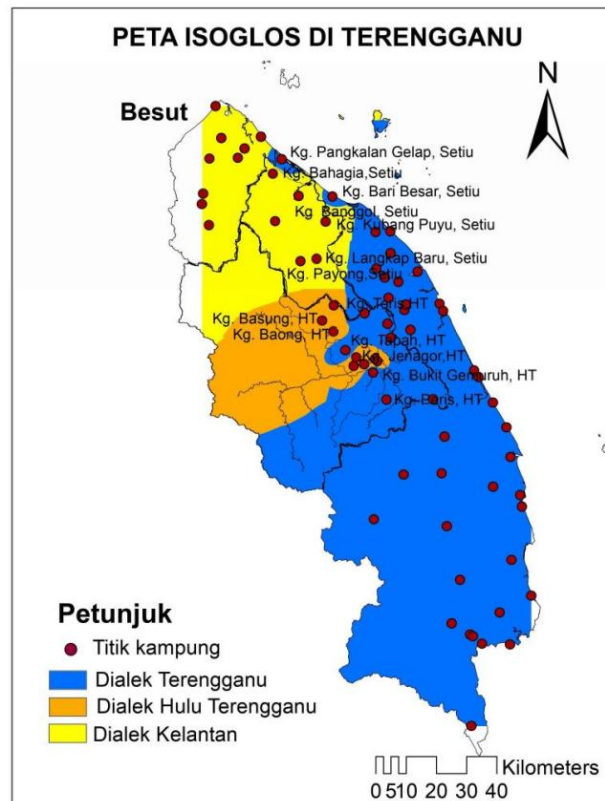 PETA ISOGLOS DI TERENGGANU
N
Besut
Kg. Pangkalan Gelap, Setiu
Kg. Bahagia,Setiu
Kg. Bari Besar, Setiu
Kg. Banggol, Setiu
Kg. Kubang Puyu, Setiu
Kg. Langkap Baru, Setiu
Kg. Payong,Setiu
Kg. Teris,HT
Kg. Basung, HT
Kg. Baong, HT
Kg. Tapah, HT
Kg. Jenagor,HT
Kg. Bukit Gemuruh, HT
HT
Petunjuk
Titik kampung
Dialek Terengganu
Dialek Hulu Terengganu
Dialek Kelantan
Kilometers
0 5 10 20 30 40